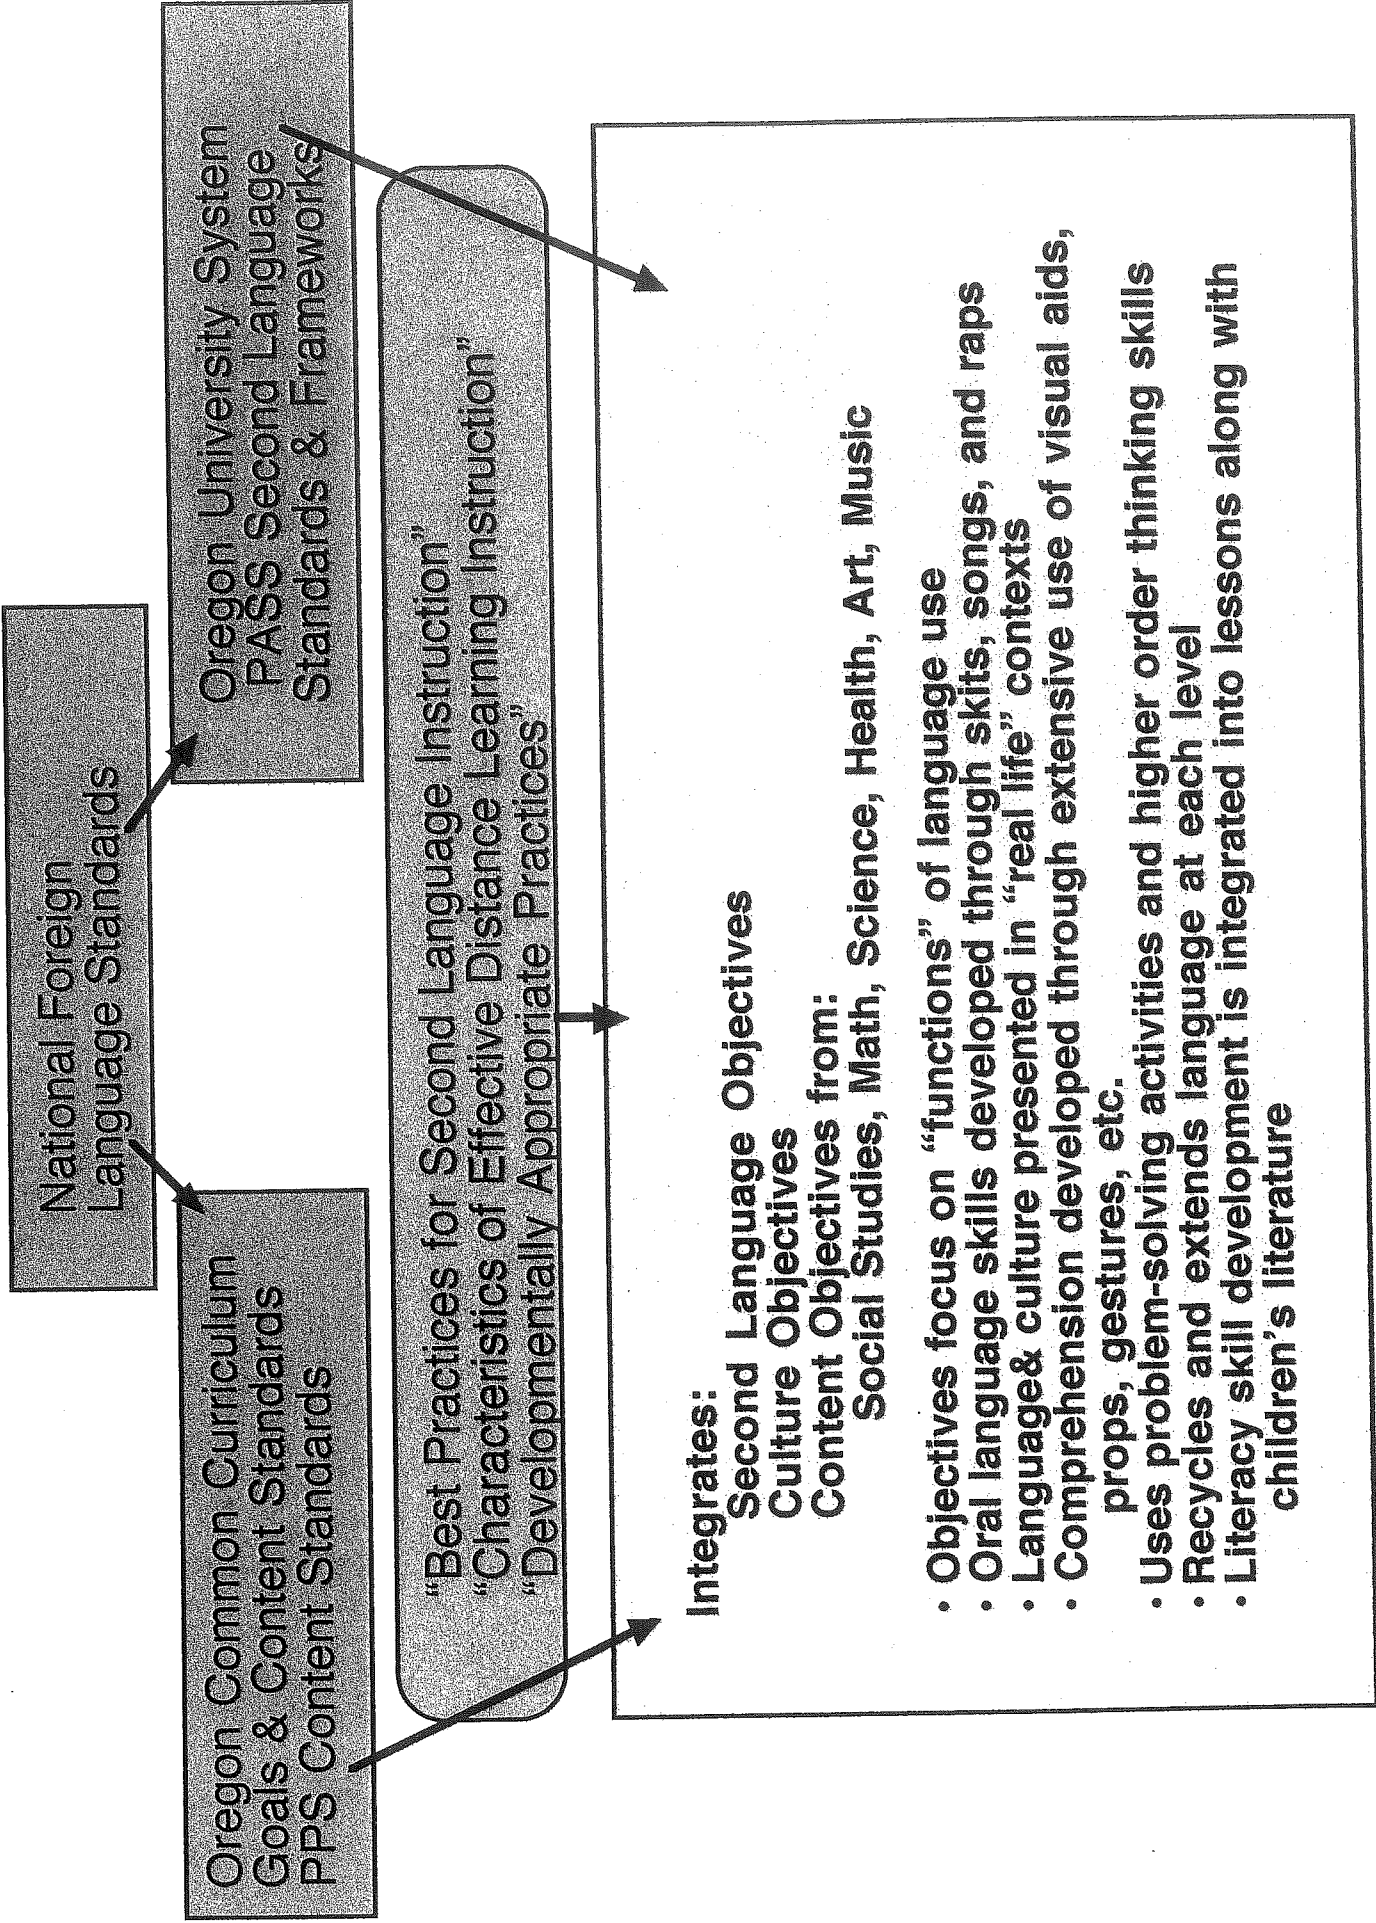 National Foreign
Language Standards
Oregon Common Curriculum
Goals & Content Standards
PPS Content Standards
Oregon University System
PASS Second Language
Standards & Frameworks
“Best Practices for Second Language Instruction”
“Characteristics of Effective Distance Learning Instruction”
“Developmentally Appropriate Practices”
Integrates:
Second Language Objectives
Culture Objectives
Content Objectives from:
Social Studies, Math, Science, Health, Art, Music
• Objectives focus on “functions” of language use
• Oral language skills developed through skits, songs, and raps
• Language& culture presented in “real life” contexts
• Comprehension developed through extensive use of visual aids,
props, gestures, etc.
• Uses problem-solving activities and higher order thinking skills
• Recycles and extends language at each level
• Literacy skill development is integrated into lessons along with
children’s literature